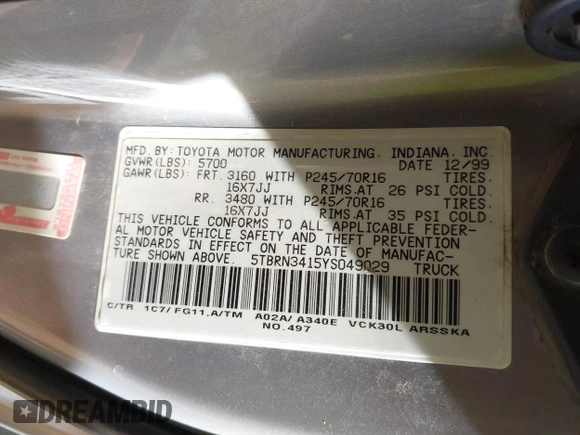 MFD. BY: TOYOTA MOTOR MANUFACTURING, INDIANA, INC.
GVWR(LBS): 5700 DATE 12/99
GAWR(LBS): FRT. 3160 WITH P245/70R16 TIRES.
16X7JJ RIMS.AT 26 PSI COLD.
RR. 3480 WITH P245/70R16 TIRES.
16X7JJ RIMS.AT 35 PSI COLD.
THIS VEHICLE CONFORMS TO ALL APPLICABLE FEDER-
AL MOTOR VEHICLE SAFETY AND THEFT PREVENTION
STANDARDS IN EFFECT ON THE DATE OF MANUFAC-
TURE SHOWN ABOVE. 5TBRN3415YS049029 TRUCK
C/TR 1C7/FG11,A/TM A02A/A340E VCK30L ARSSKA
NO.497
DREAMBID